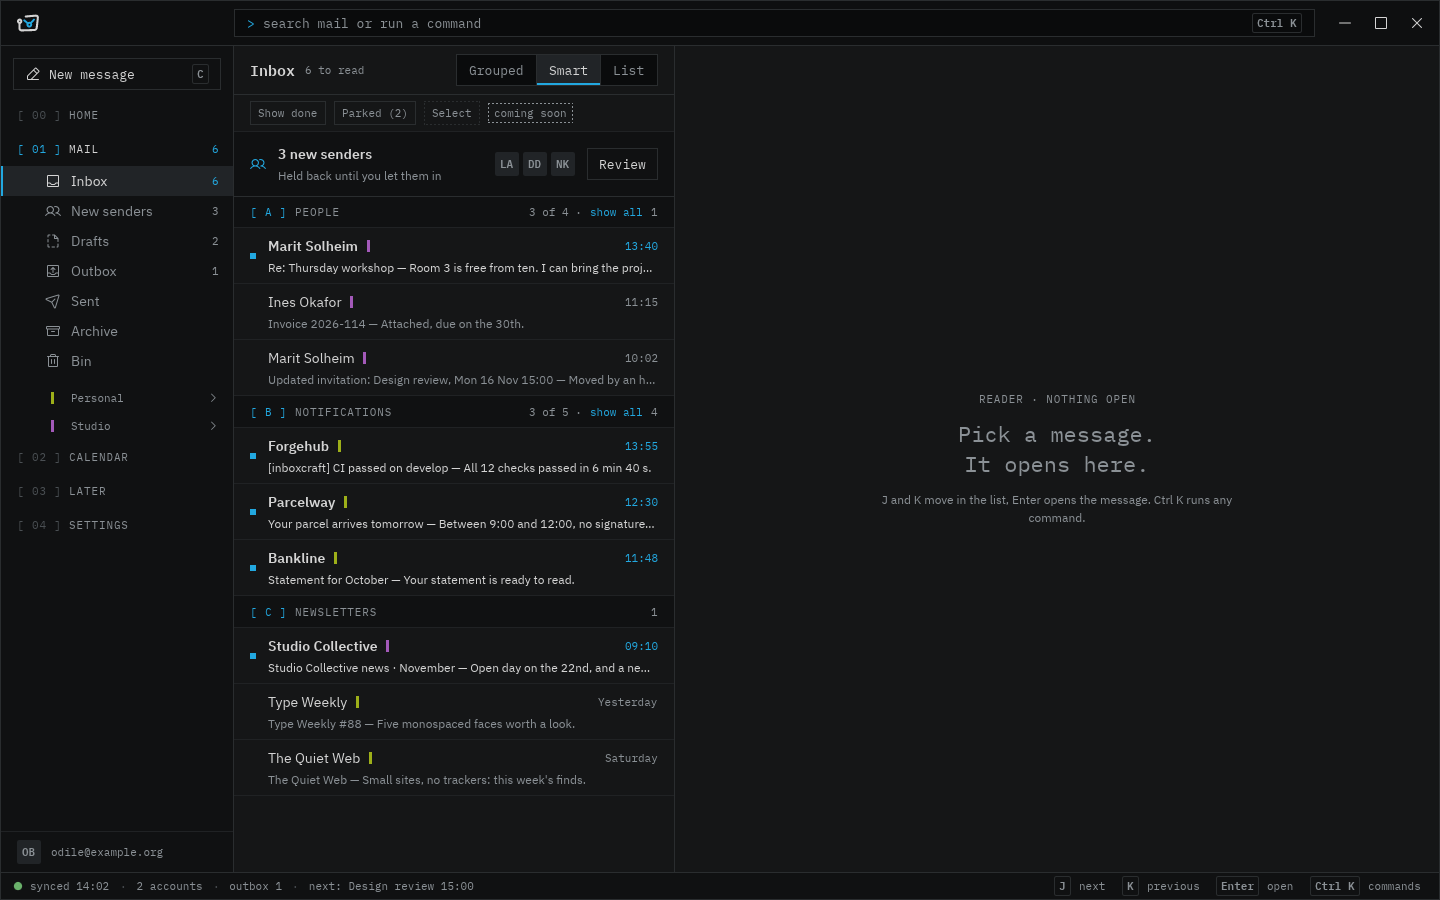 > search mail or run a command
Ctrl K
New message
C
[ 00 ] HOME
[ 01 ] MAIL 6
Inbox 6
New senders 3
Drafts 2
Outbox 1
Sent
Archive
Bin
Personal
Studio
[ 02 ] CALENDAR
[ 03 ] LATER
[ 04 ] SETTINGS
OB odile@example.org
Inbox 6 to read
Grouped Smart List
Show done Parked (2) Select coming soon
3 new senders
Held back until you let them in
LA DD NK Review
[ A ] PEOPLE 3 of 4 · show all 1
Marit Solheim 13:40
Re: Thursday workshop — Room 3 is free from ten. I can bring the proj…
Ines Okafor 11:15
Invoice 2026-114 — Attached, due on the 30th.
Marit Solheim 10:02
Updated invitation: Design review, Mon 16 Nov 15:00 — Moved by an h…
[ B ] NOTIFICATIONS 3 of 5 · show all 4
Forgehub 13:55
[inboxcraft] CI passed on develop — All 12 checks passed in 6 min 40 s.
Parcelway 12:30
Your parcel arrives tomorrow — Between 9:00 and 12:00, no signature…
Bankline 11:48
Statement for October — Your statement is ready to read.
[ C ] NEWSLETTERS 1
Studio Collective 09:10
Studio Collective news · November — Open day on the 22nd, and a ne…
Type Weekly Yesterday
Type Weekly #88 — Five monospaced faces worth a look.
The Quiet Web Saturday
The Quiet Web — Small sites, no trackers: this week's finds.
READER · NOTHING OPEN
Pick a message.
It opens here.
J and K move in the list, Enter opens the message. Ctrl K runs any
command.
synced 14:02 · 2 accounts · outbox 1 · next: Design review 15:00
J next K previous Enter open Ctrl K commands